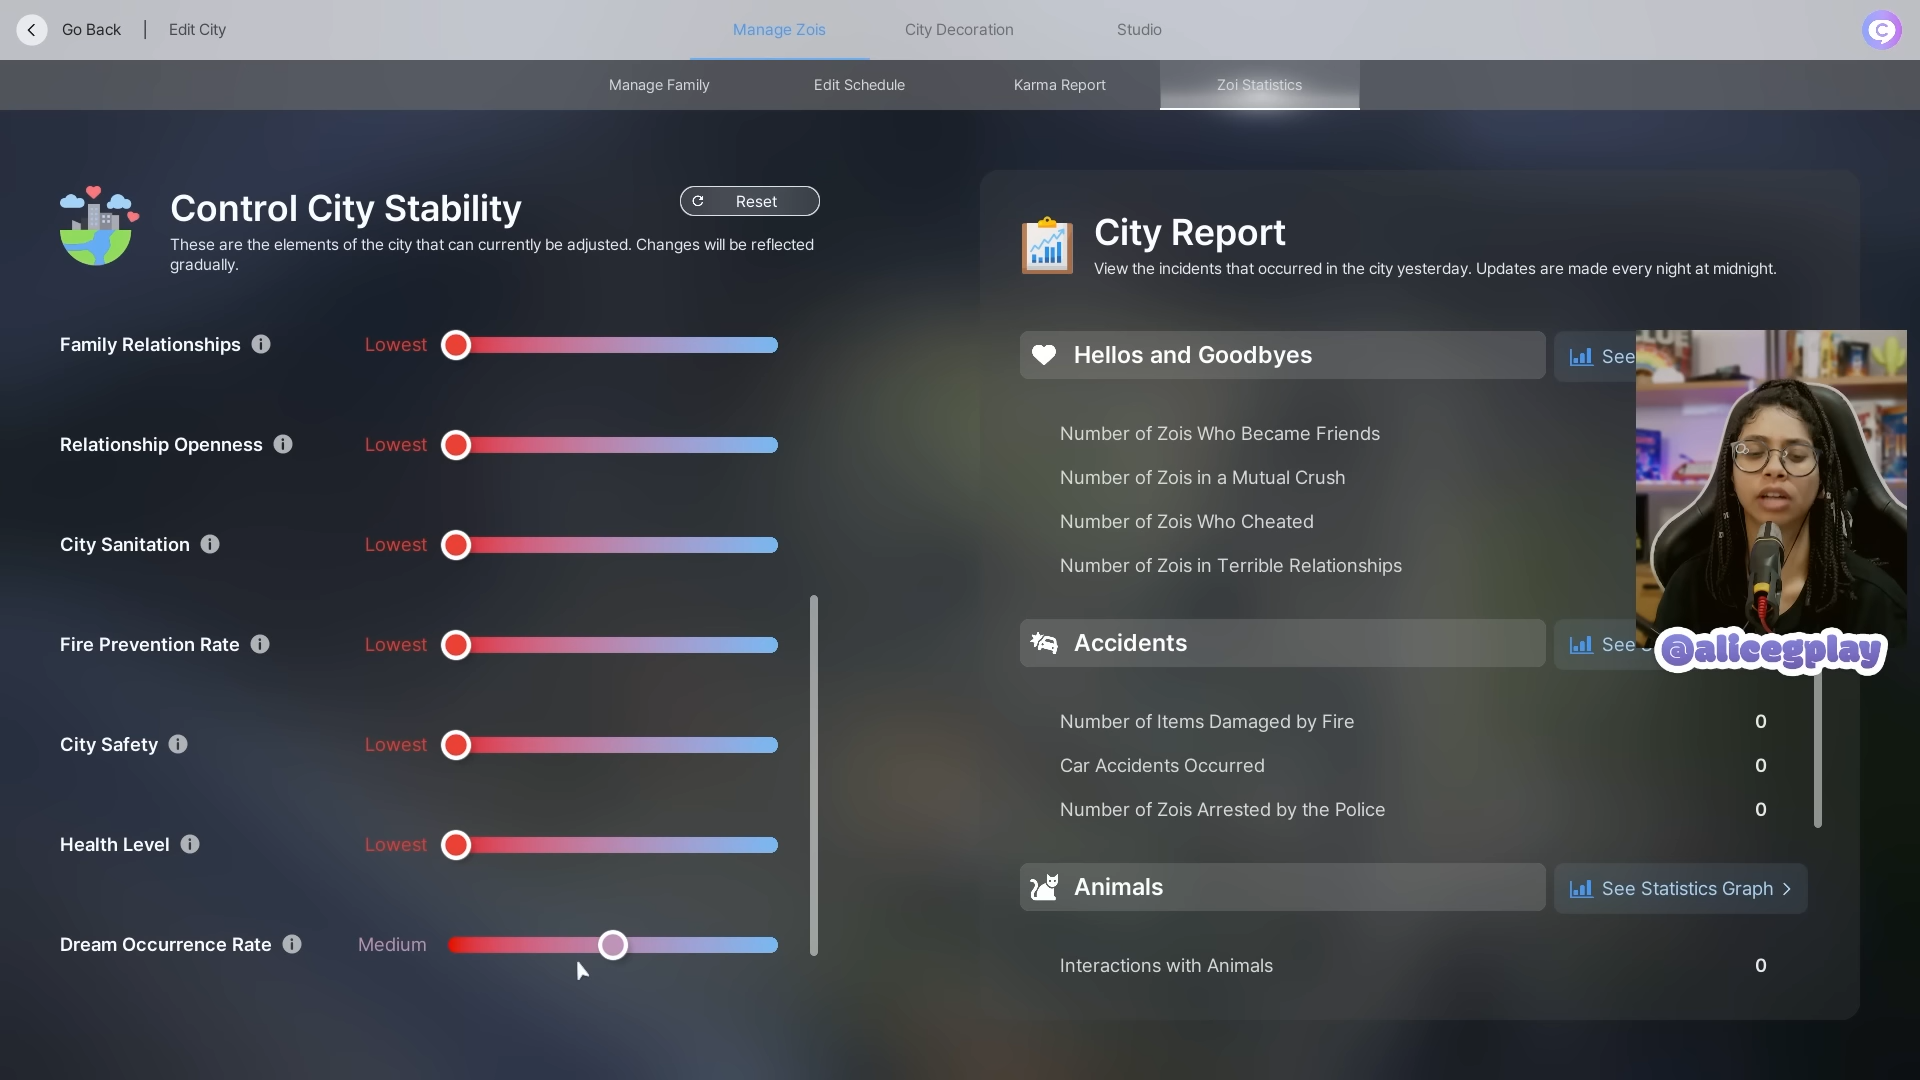 Go Back | Edit City
Manage Zois
City Decoration
Studio
Manage Family
Edit Schedule
Karma Report
Zoi Statistics
Control City Stability
Reset
These are the elements of the city that can currently be adjusted. Changes will be reflected
gradually.
Family Relationships
Lowest
Relationship Openness
Lowest
City Sanitation
Lowest
Fire Prevention Rate
Lowest
City Safety
Lowest
Health Level
Lowest
Dream Occurrence Rate
Medium
City Report
View the incidents that occurred in the city yesterday. Updates are made every night at midnight.
Hellos and Goodbyes
See
Number of Zois Who Became Friends
Number of Zois in a Mutual Crush
Number of Zois Who Cheated
Number of Zois in Terrible Relationships
Accidents
See
@alicegplay
Number of Items Damaged by Fire 0
Car Accidents Occurred 0
Number of Zois Arrested by the Police 0
Animals
See Statistics Graph >
Interactions with Animals 0